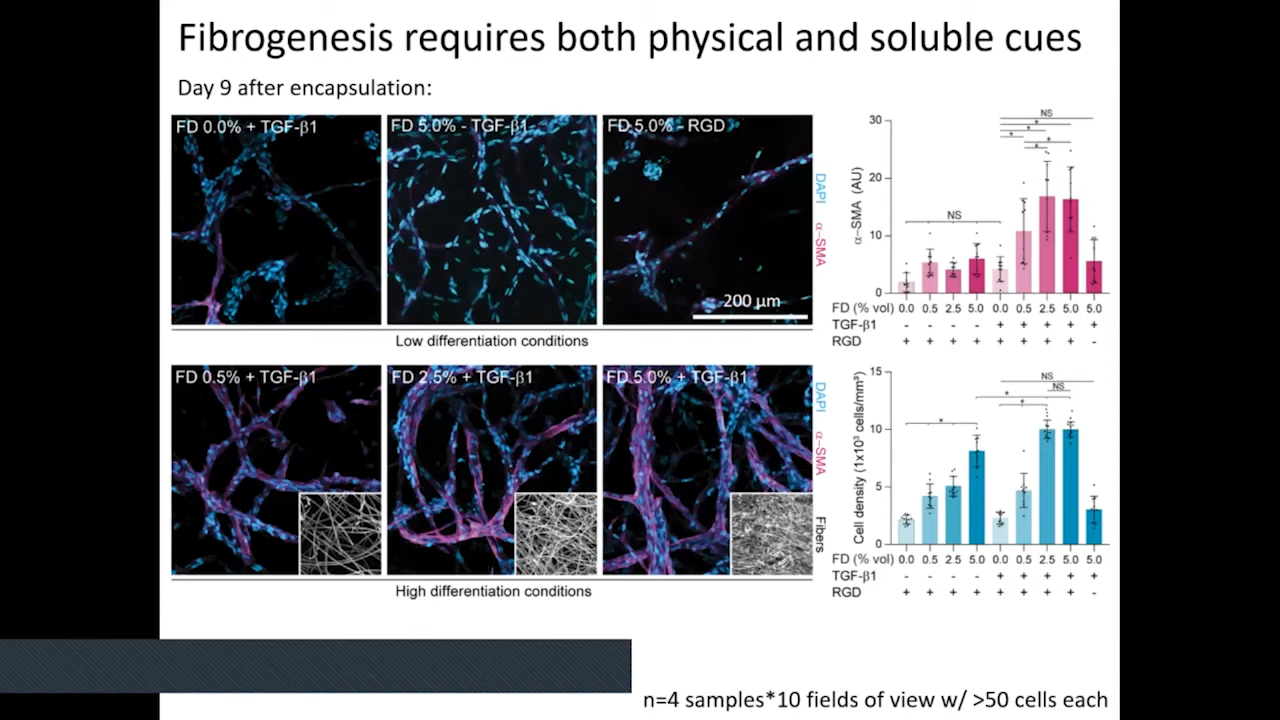 Fibrogenesis requires both physical and soluble cues
Day 9 after encapsulation:
FD 0.0% + TGF-β1
FD 5.0% - TGF-β1
FD 5.0% - RGD
200 μm
DAPI α-SMA
Low differentiation conditions
FD 0.5% + TGF-β1
FD 2.5% + TGF-β1
FD 5.0% + TGF-β1
DAPI α-SMA
Fibers
High differentiation conditions
α-SMA (AU)
30
20
10
0
NS
*
* *
* *
*
NS
FD (% vol) 0.0 0.5 2.5 5.0 0.0 0.5 2.5 5.0 5.0
TGF-β1 - - - - + + + + +
RGD + + + + + + + + -
Cell density (1x10³ cells/mm³)
15
10
5
0
NS
NS
*
*
*
*
FD (% vol) 0.0 0.5 2.5 5.0 0.0 0.5 2.5 5.0 5.0
TGF-β1 - - - - + + + + +
RGD + + + + + + + + -
n=4 samples*10 fields of view w/ >50 cells each